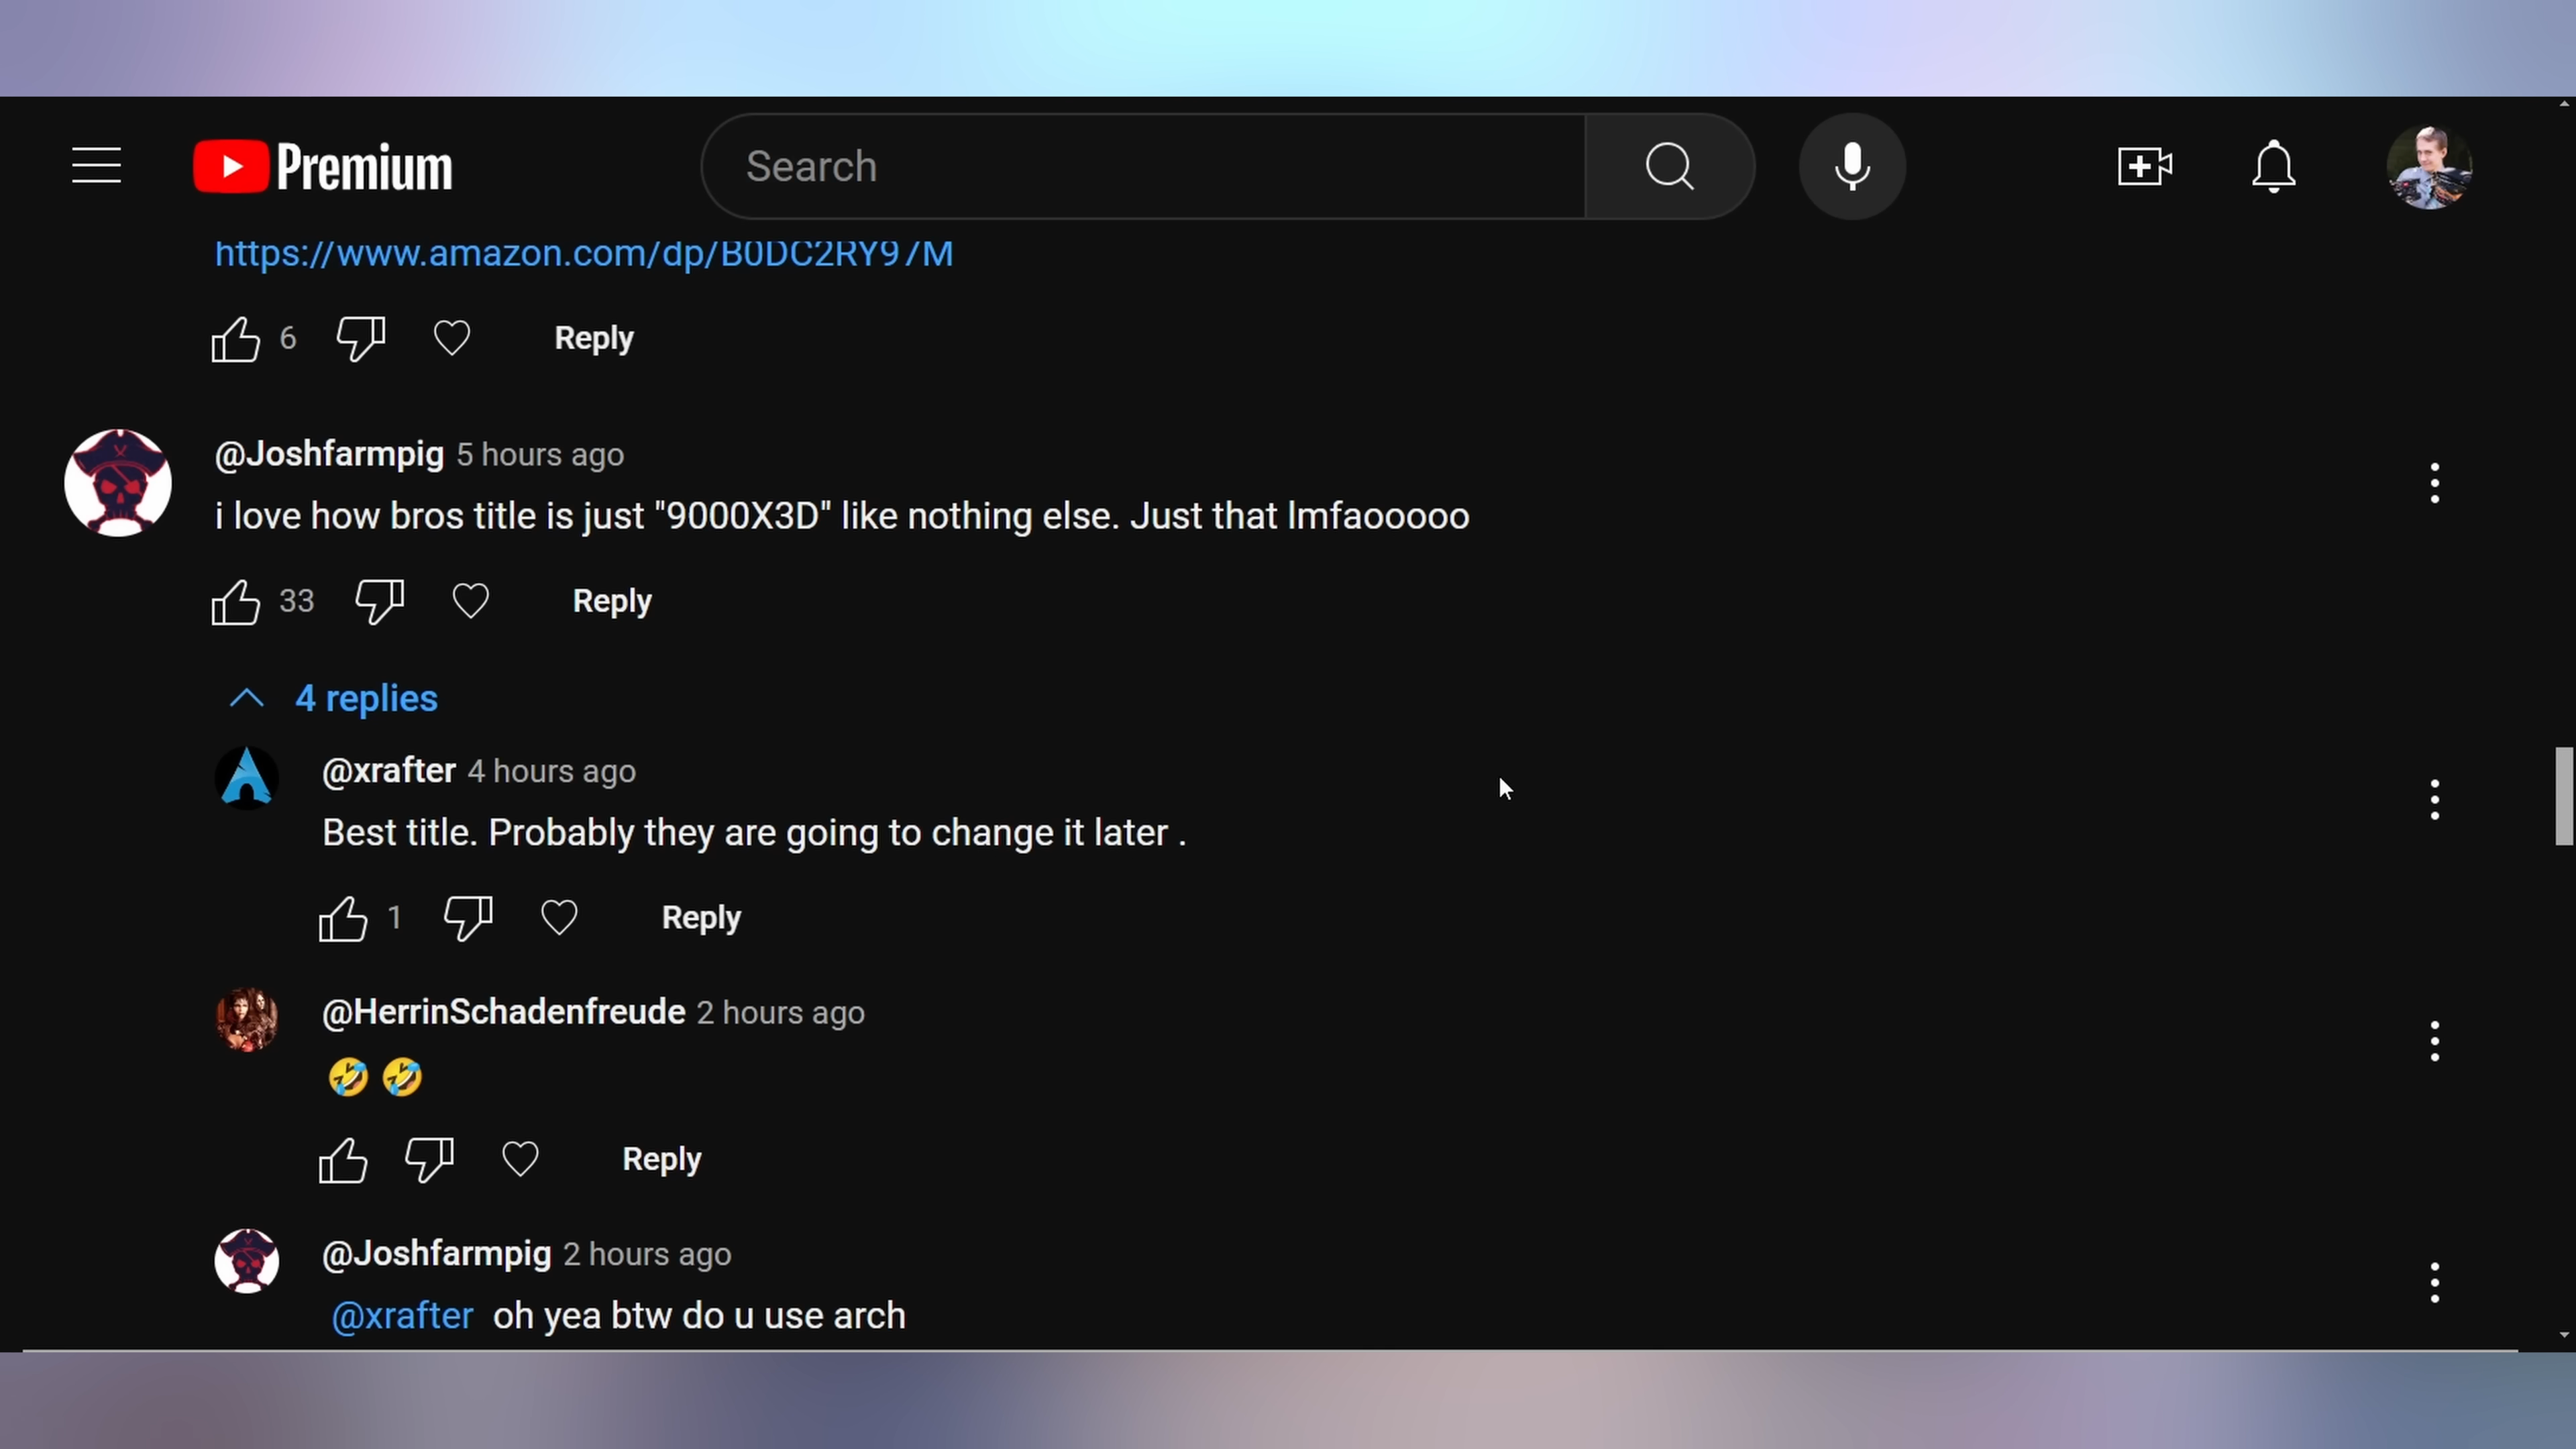 Premium
Search
https://www.amazon.com/dp/B0DC2RY97M
6
Reply
@Joshfarmpig 5 hours ago
i love how bros title is just "9000X3D" like nothing else. Just that lmfaooooo
33
Reply
4 replies
@xrafter 4 hours ago
Best title. Probably they are going to change it later .
1
Reply
@HerrinSchadenfreude 2 hours ago
🤣 🤣
Reply
@Joshfarmpig 2 hours ago
@xrafter oh yea btw do u use arch